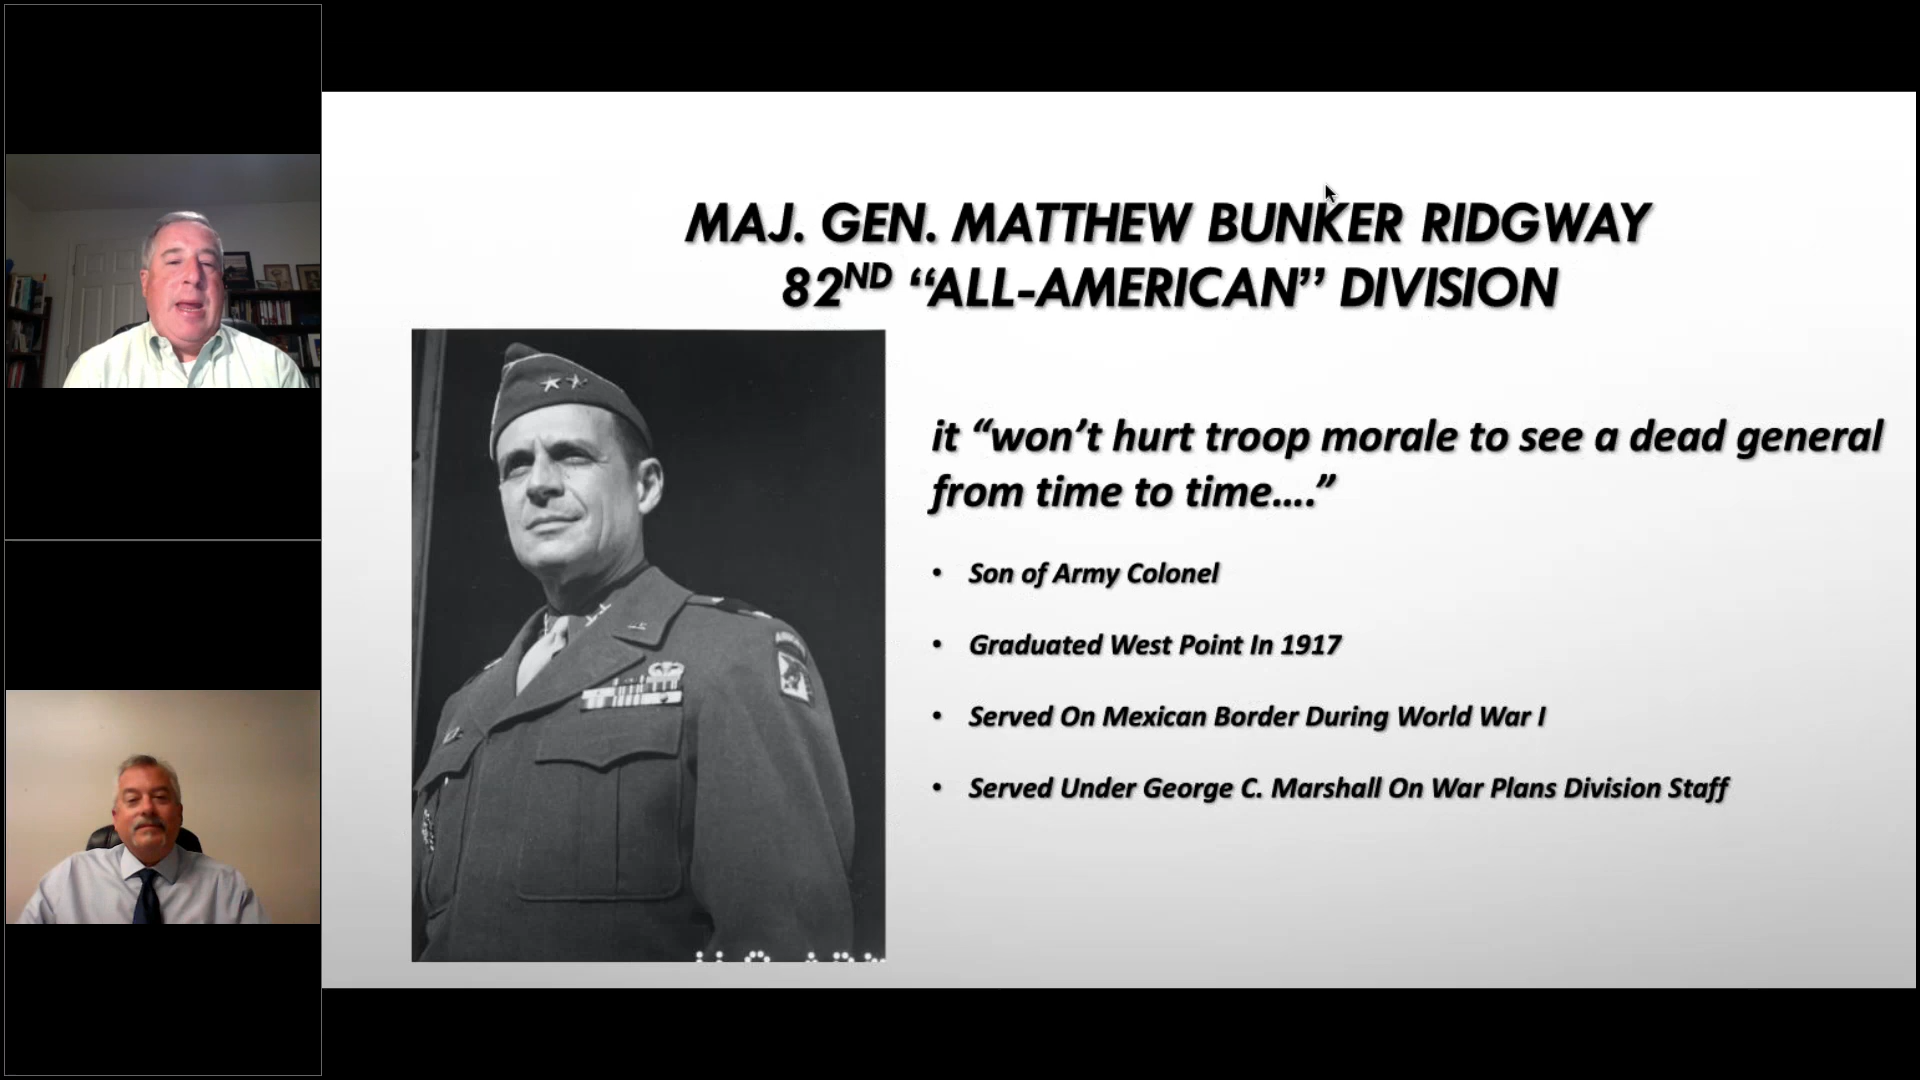 MAJ. GEN. MATTHEW BUNKER RIDGWAY
82ND “ALL-AMERICAN” DIVISION
it “won’t hurt troop morale to see a dead general
from time to time....”
• Son of Army Colonel
• Graduated West Point In 1917
• Served On Mexican Border During World War I
• Served Under George C. Marshall On War Plans Division Staff